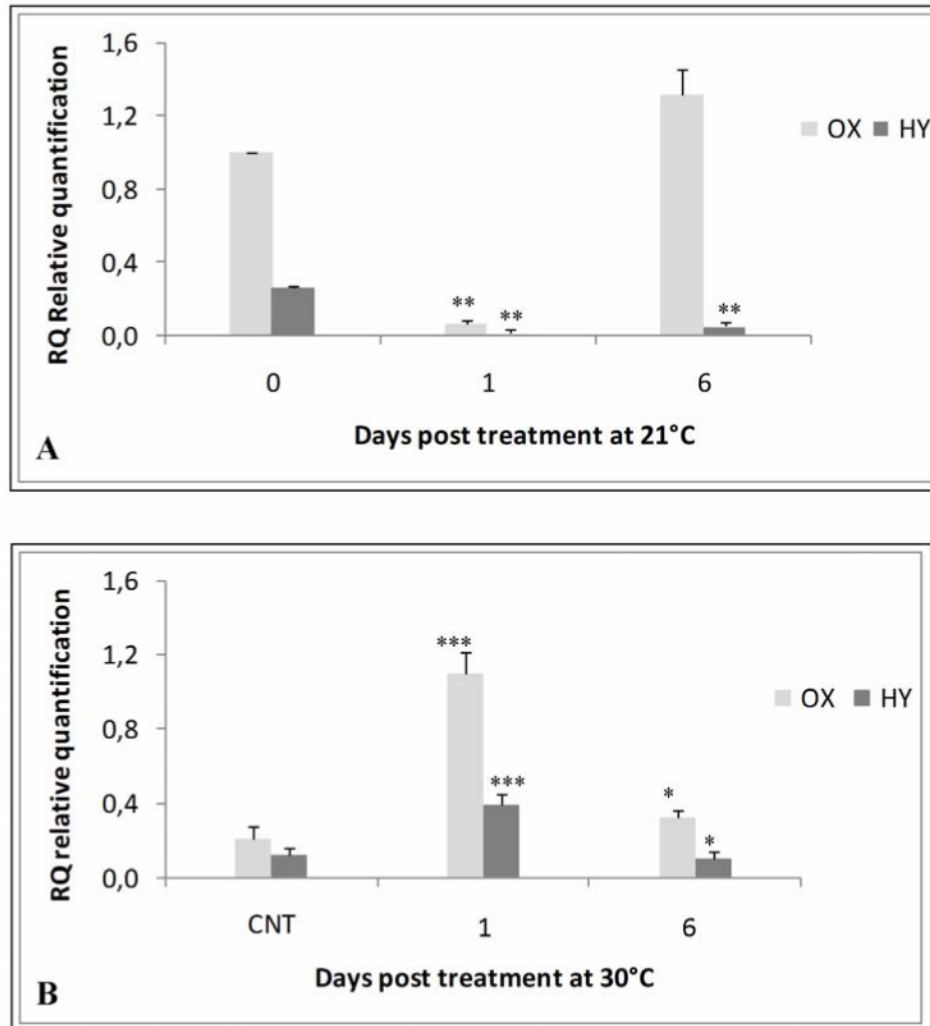 1,6
1,2
0,8
0,4
0,0
RQ Relative quantification
OX HY
** ** **
0 1 6
Days post treatment at 21°C
A
1,6
1,2
0,8
0,4
0,0
RQ relative quantification
OX HY
*** *** * *
CNT 1 6
Days post treatment at 30°C
B